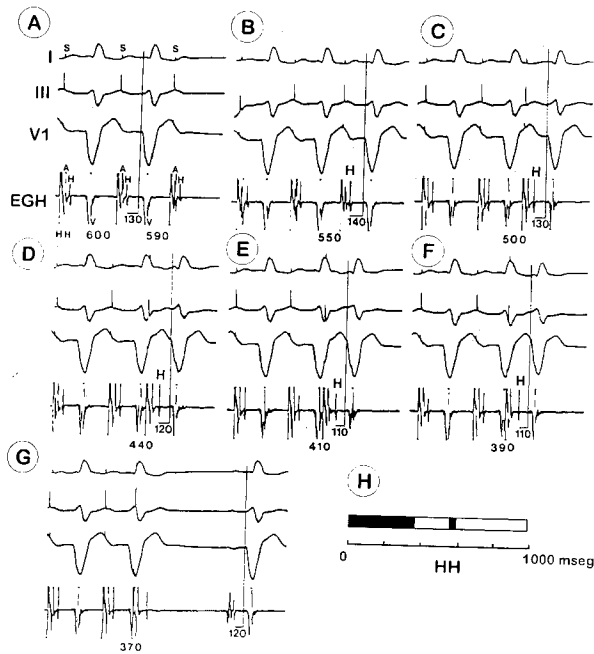 A
B
C
I S S S
III
V1
A A A
H H H H H
EGH
V V
130 140 130
HH 600 590 550 500
D
E
F
H H H
120 110 110
440 410 390
G
H
0 1000 mseg
HH
120
370